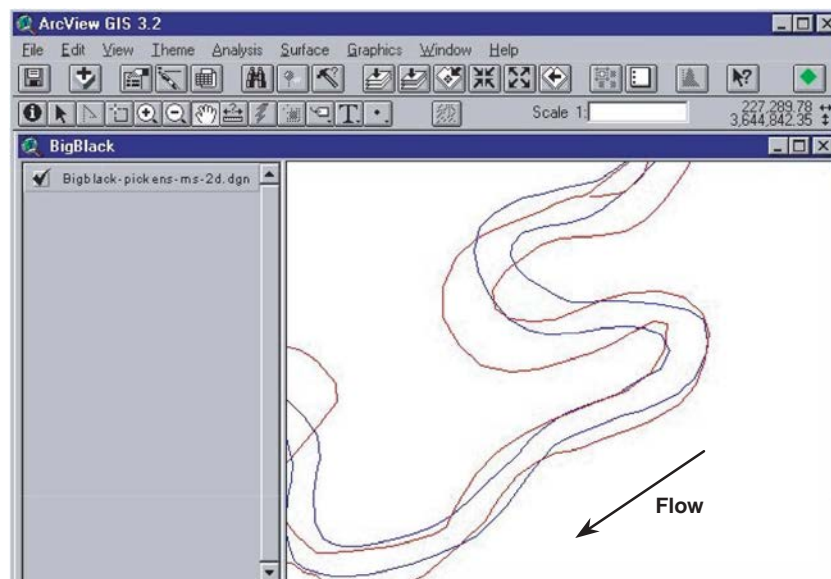 ArcView GIS 3.2
File Edit View Theme Analysis Surface Graphics Window Help
Scale 1:
227,289.78
3,644,842.35
BigBlack
Bigblack-pickens-ms-2d.dgn
Flow